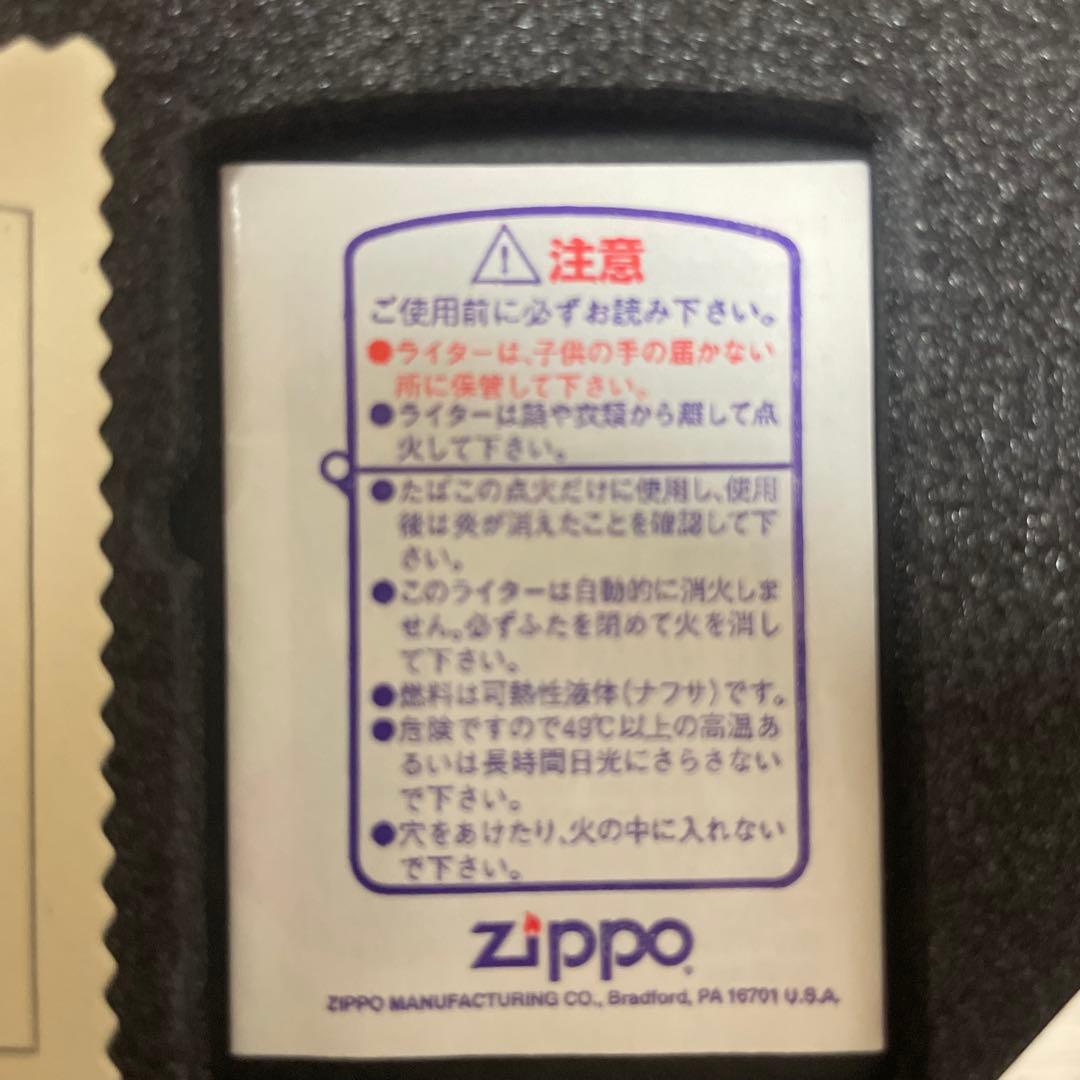 注意
ご使用前に必ずお読み下さい。
●ライターは、子供の手の届かない
所に保管して下さい。
●ライターは顔や衣類から離して点
火して下さい。
●たばこの点火だけに使用し、使用
後は炎が消えたことを確認して下
さい。
●このライターは自動的に消火しま
せん。必ずふたを閉めて火を消し
て下さい。
●燃料は可熱性液体(ナフサ)です。
●危険ですので49℃以上の高温あ
るいは長時間日光にさらさない
で下さい。
●穴をあけたり、火の中に入れない
で下さい。
zippo
ZIPPO MANUFACTURING CO., Bradford, PA 16701 U.S.A.